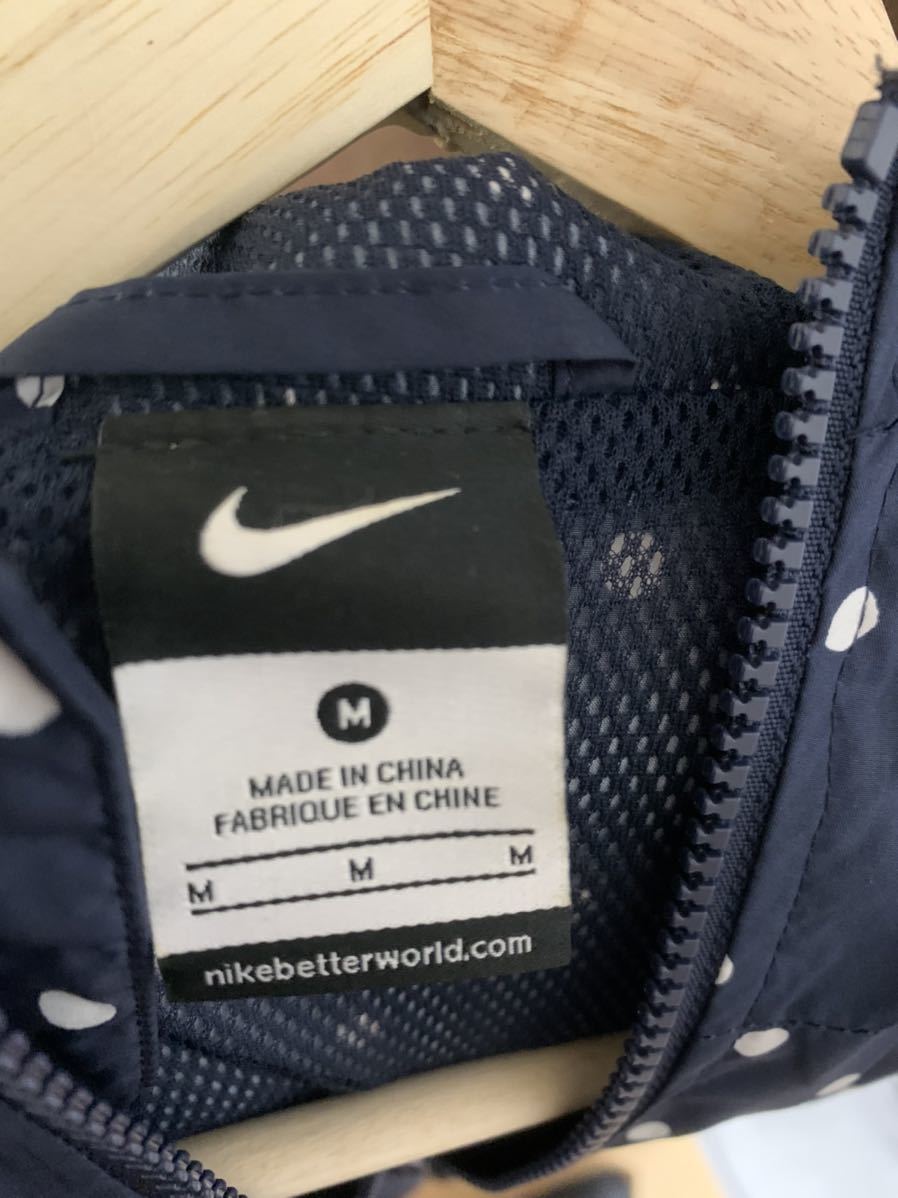 M
MADE IN CHINA
FABRIQUE EN CHINE
M M M
nikebetterworld.com